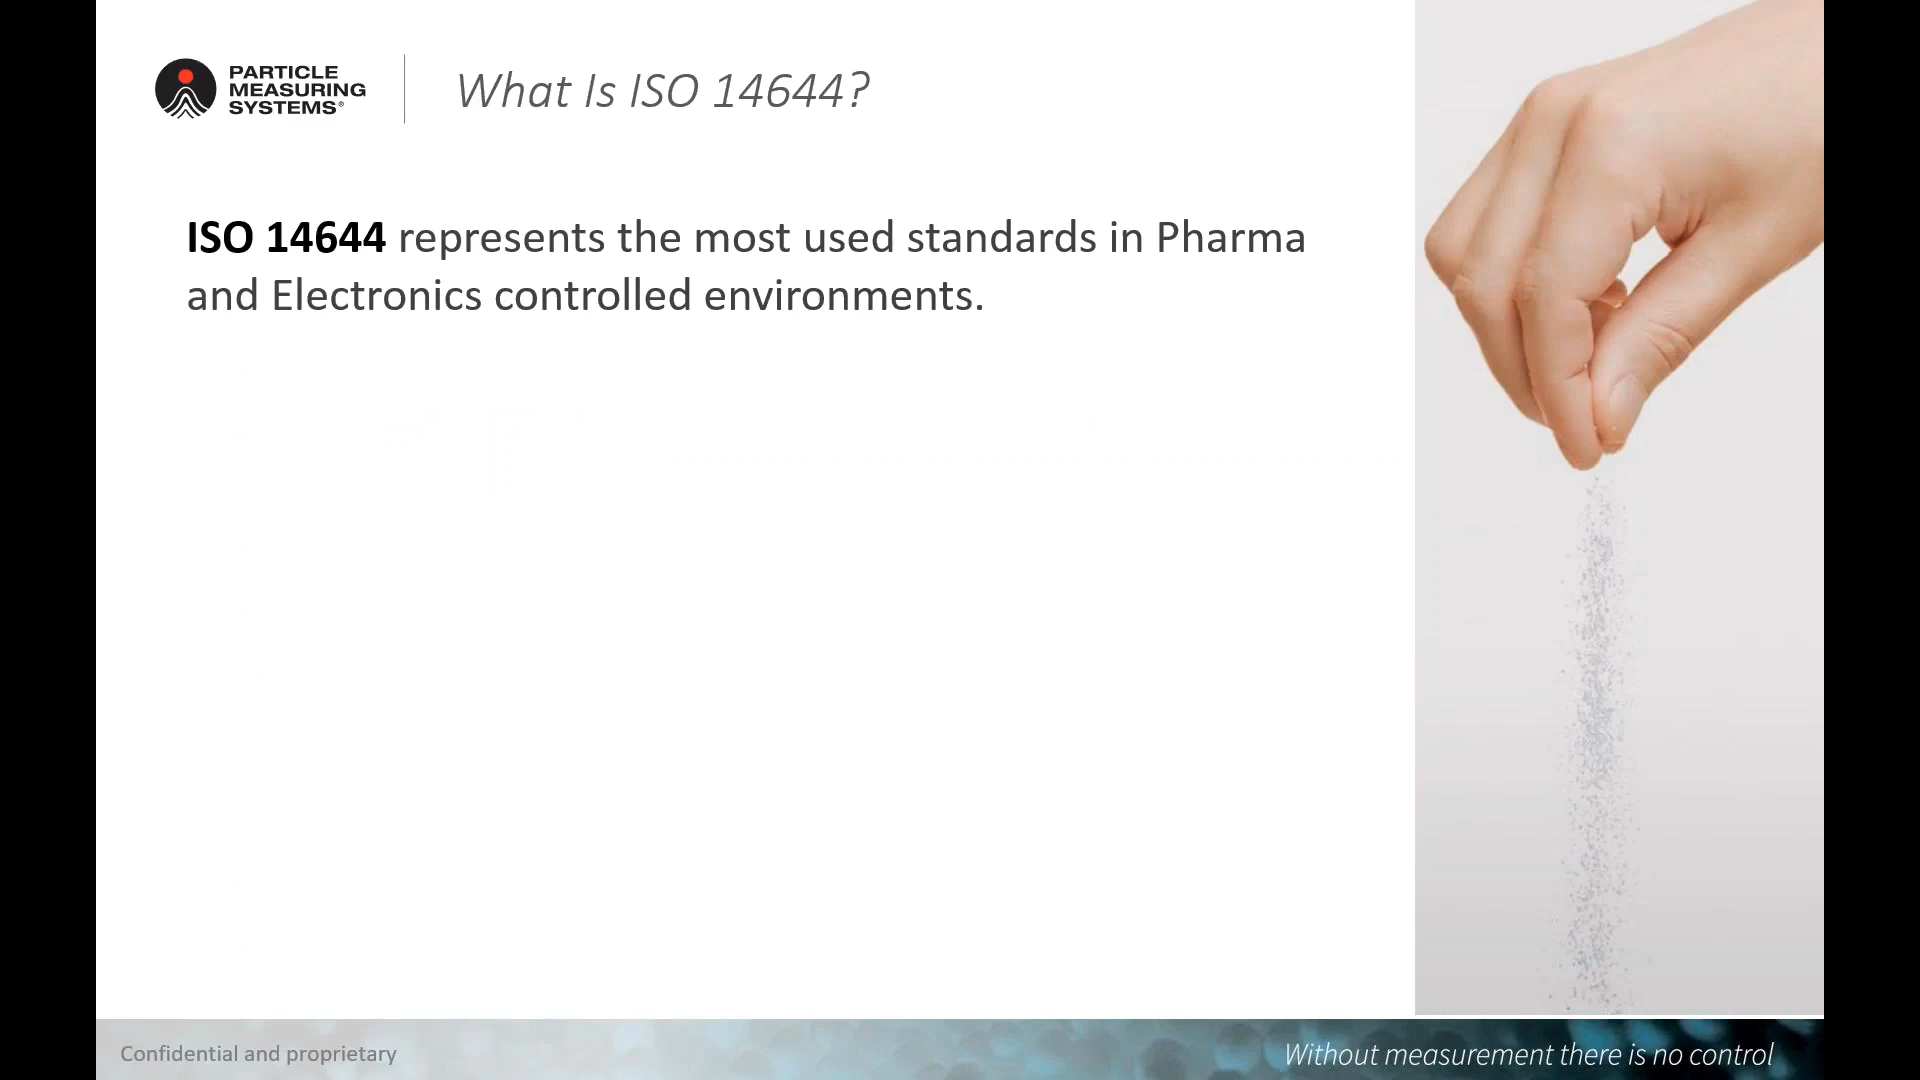 PARTICLE
MEASURING
SYSTEMS®
What Is ISO 14644?
ISO 14644 represents the most used standards in Pharma
and Electronics controlled environments.
Confidential and proprietary
Without measurement there is no control